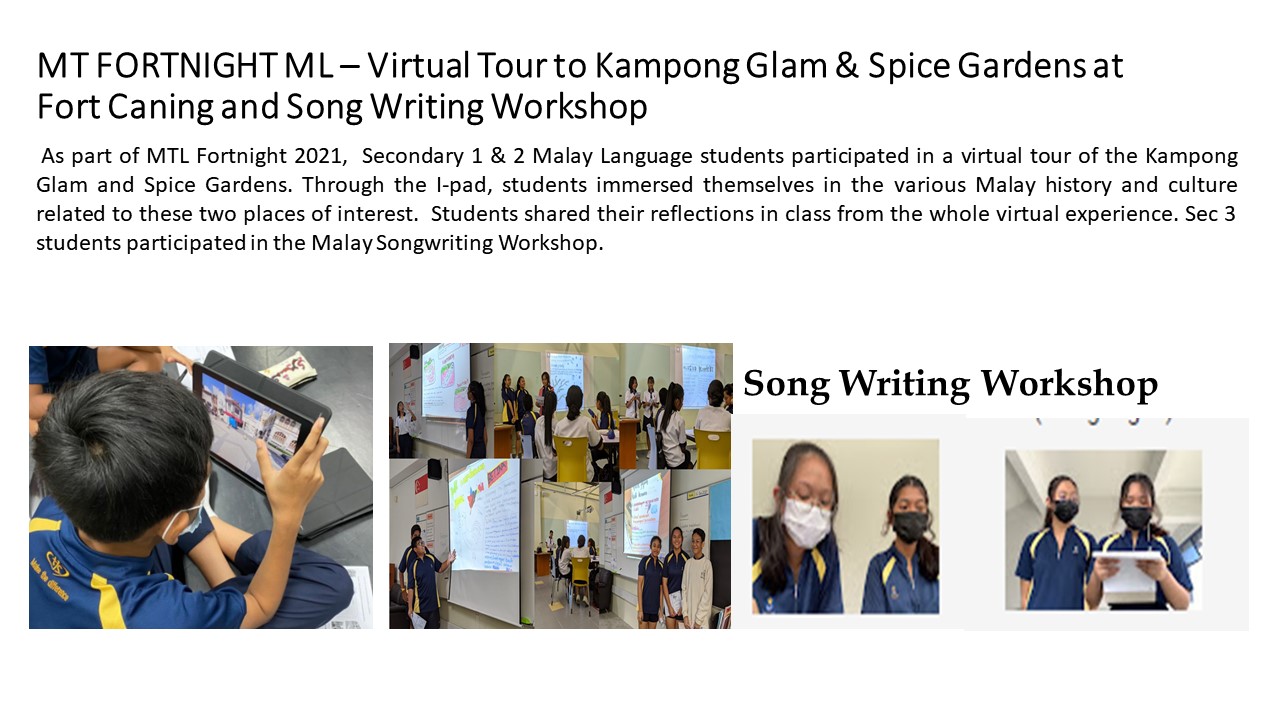 MT FORTNIGHT ML – Virtual Tour to Kampong Glam & Spice Gardens at
Fort Caning and Song Writing Workshop
As part of MTL Fortnight 2021, Secondary 1 & 2 Malay Language students participated in a virtual tour of the Kampong
Glam and Spice Gardens. Through the I-pad, students immersed themselves in the various Malay history and culture
related to these two places of interest. Students shared their reflections in class from the whole virtual experience. Sec 3
students participated in the Malay Songwriting Workshop.
Song Writing Workshop
Make the difference